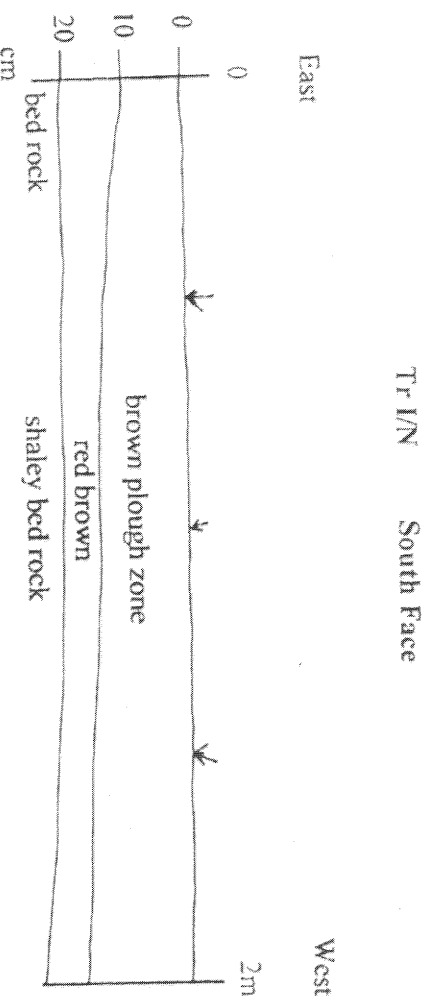 Tr I/N South Face
East West
0 2m
0
brown plough zone
10
red brown
20
bed rock shaley bed rock
cm